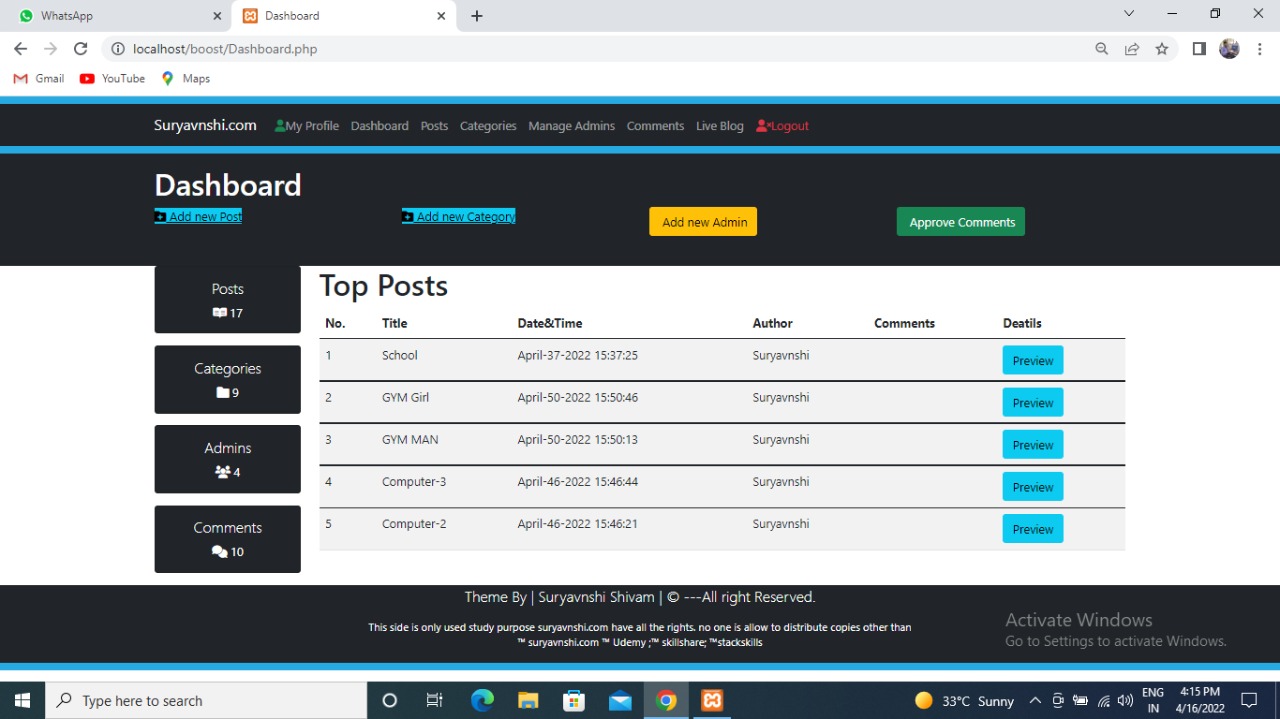 WhatsApp
Dashboard
localhost/boost/Dashboard.php
Gmail YouTube Maps
Suryavnshi.com My Profile Dashboard Posts Categories Manage Admins Comments Live Blog Logout
Dashboard
Add new Post Add new Category Add new Admin Approve Comments
Posts
17
Categories
9
Admins
4
Comments
10
Top Posts
No. Title Date&Time Author Comments Deatils
1 School April-37-2022 15:37:25 Suryavnshi Preview
2 GYM Girl April-50-2022 15:50:46 Suryavnshi Preview
3 GYM MAN April-50-2022 15:50:13 Suryavnshi Preview
4 Computer-3 April-46-2022 15:46:44 Suryavnshi Preview
5 Computer-2 April-46-2022 15:46:21 Suryavnshi Preview
Theme By | Suryavnshi Shivam | © ---All right Reserved.
This side is only used study purpose suryavnshi.com have all the rights. no one is allow to distribute copies other than
™ suryavnshi.com ™ Udemy ;™ skillshare; ™stackskills
Activate Windows
Go to Settings to activate Windows.
Type here to search
33°C Sunny
ENG
IN
4:15 PM
4/16/2022